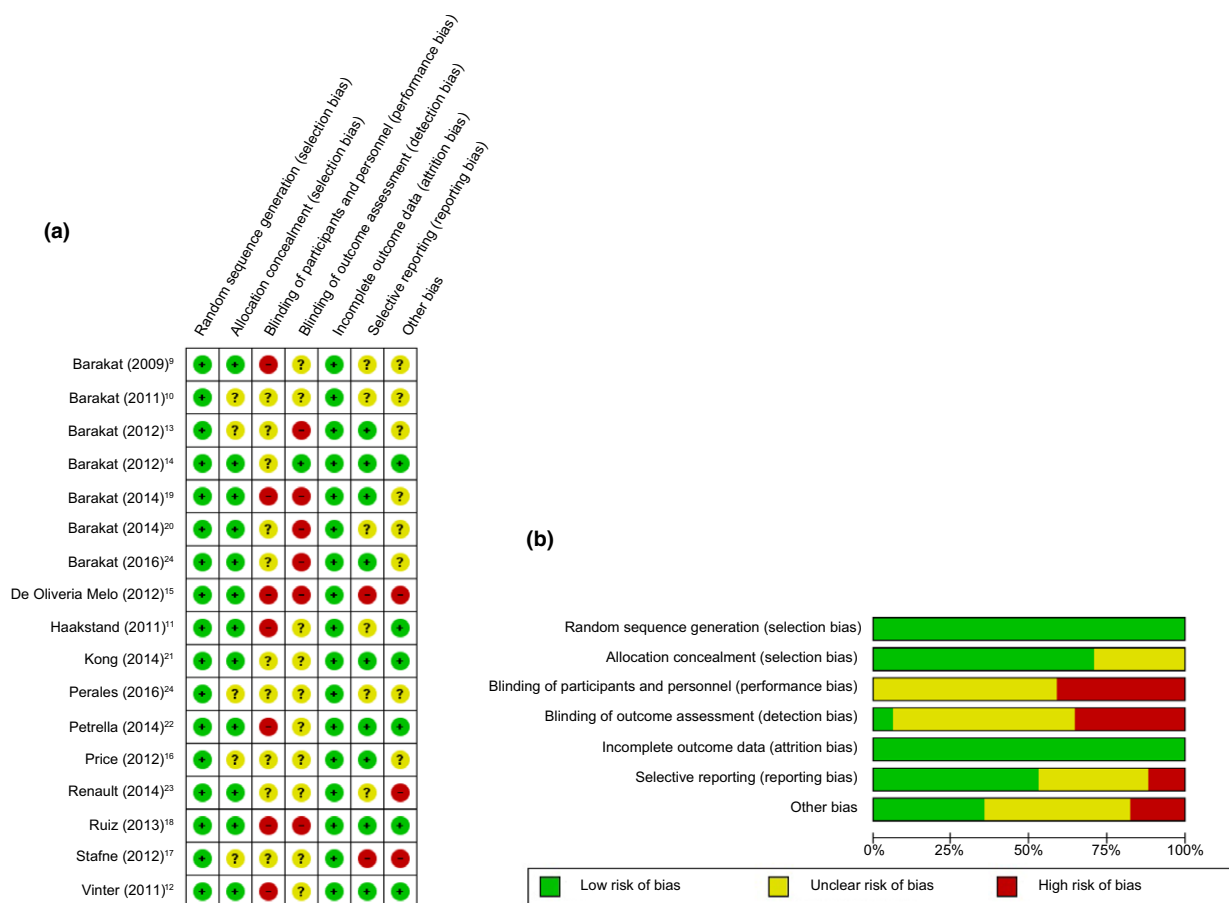 (a)
Random sequence generation (selection bias)
Allocation concealment (selection bias)
Blinding of participants and personnel (performance bias)
Blinding of outcome assessment (detection bias)
Incomplete outcome data (attrition bias)
Selective reporting (reporting bias)
Other bias
Barakat (2009)⁹ + + – ? + ? ?
Barakat (2011)¹⁰ + ? ? ? + ? ?
Barakat (2012)¹³ + ? ? – + + ?
Barakat (2012)¹⁴ + + ? + + + +
Barakat (2014)¹⁹ + + – – + + ?
Barakat (2014)²⁰ + + ? – + ? ?
Barakat (2016)²⁴ + + ? – + + ?
De Oliveria Melo (2012)¹⁵ + + – – + – –
Haakstand (2011)¹¹ + + – ? + ? +
Kong (2014)²¹ + + ? ? + + +
Perales (2016)²⁴ + ? ? ? + ? ?
Petrella (2014)²² + + – ? + + +
Price (2012)¹⁶ + ? ? ? + + ?
Renault (2014)²³ + + ? ? + ? –
Ruiz (2013)¹⁸ + + – – + + +
Stafne (2012)¹⁷ + ? ? ? + – –
Vinter (2011)¹² + + – ? + + +
(b)
Random sequence generation (selection bias)
Allocation concealment (selection bias)
Blinding of participants and personnel (performance bias)
Blinding of outcome assessment (detection bias)
Incomplete outcome data (attrition bias)
Selective reporting (reporting bias)
Other bias
0% 25% 50% 75% 100%
Low risk of bias Unclear risk of bias High risk of bias